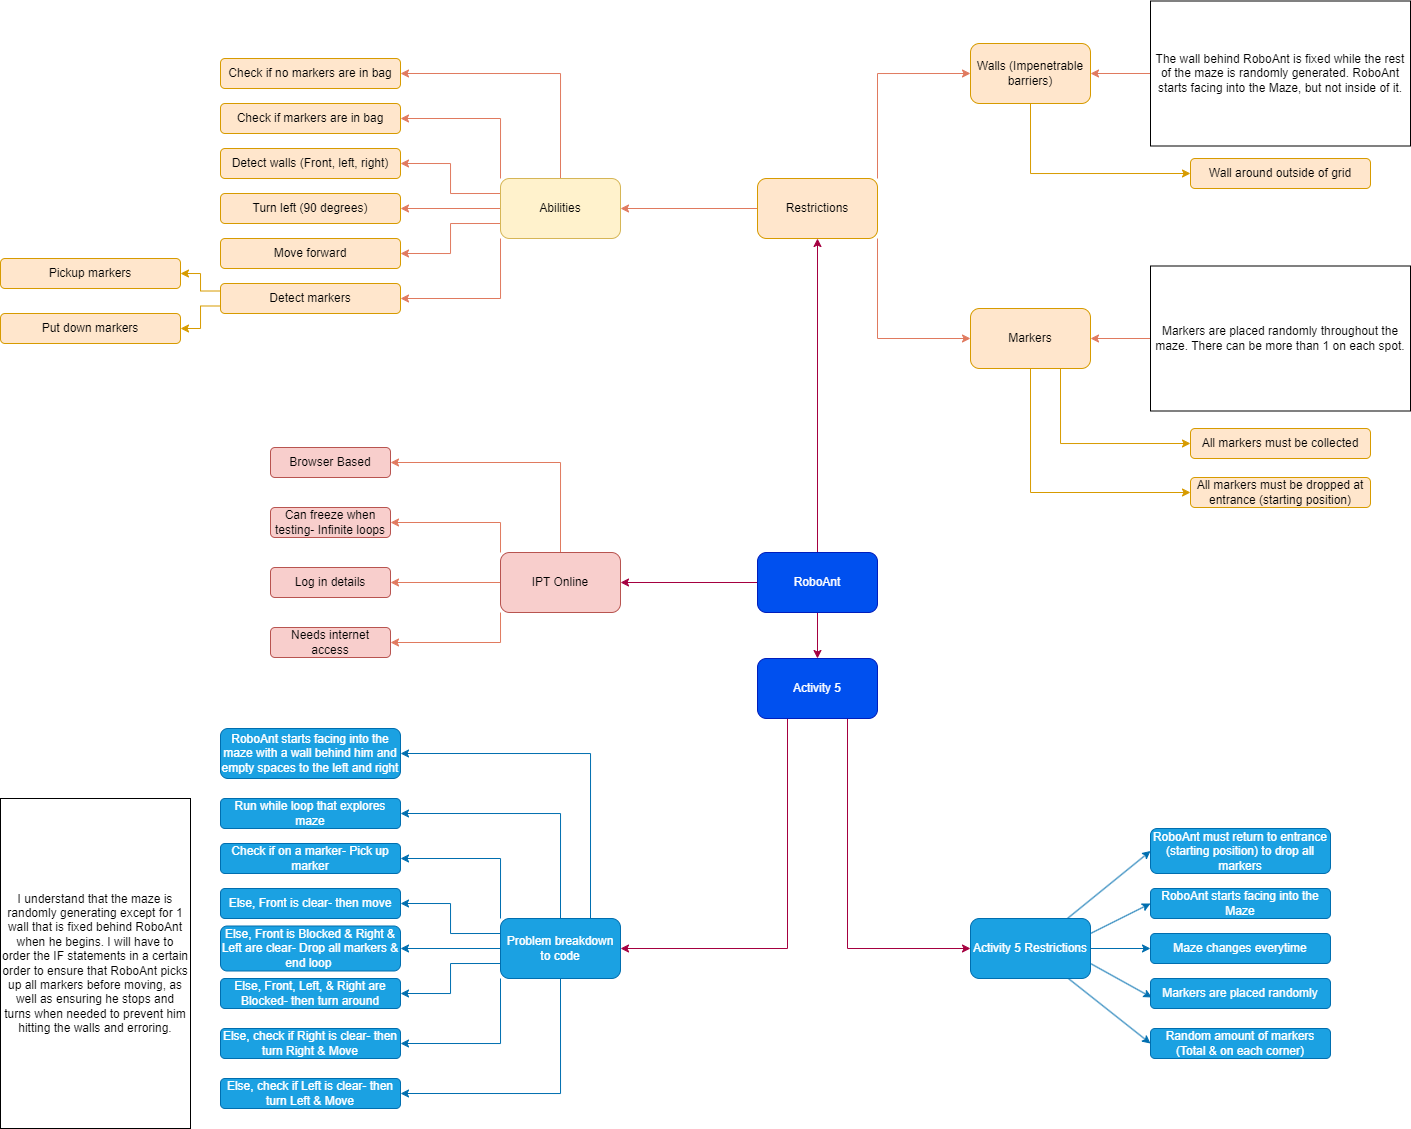 Check if no markers are in bag
Check if markers are in bag
Detect walls (Front, left, right)
Turn left (90 degrees)
Move forward
Detect markers
Pickup markers
Put down markers
Abilities
Restrictions
Walls (Impenetrable
barriers)
The wall behind RoboAnt is fixed while the rest
of the maze is randomly generated. RoboAnt
starts facing into the Maze, but not inside of it.
Wall around outside of grid
Markers
Markers are placed randomly throughout the
maze. There can be more than 1 on each spot.
All markers must be collected
All markers must be dropped at
entrance (starting position)
Browser Based
Can freeze when
testing- Infinite loops
Log in details
Needs internet
access
IPT Online
RoboAnt
Activity 5
RoboAnt starts facing into the
maze with a wall behind him and
empty spaces to the left and right
Run while loop that explores
maze
Check if on a marker- Pick up
marker
Else, Front is clear- then move
Else, Front is Blocked & Right &
Left are clear- Drop all markers &
end loop
Else, Front, Left, & Right are
Blocked- then turn around
Else, check if Right is clear- then
turn Right & Move
Else, check if Left is clear- then
turn Left & Move
I understand that the maze is
randomly generating except for 1
wall that is fixed behind RoboAnt
when he begins. I will have to
order the IF statements in a certain
order to ensure that RoboAnt picks
up all markers before moving, as
well as ensuring he stops and
turns when needed to prevent him
hitting the walls and erroring.
Problem breakdown
to code
Activity 5 Restrictions
RoboAnt must return to entrance
(starting position) to drop all
markers
RoboAnt starts facing into the
Maze
Maze changes everytime
Markers are placed randomly
Random amount of markers
(Total & on each corner)